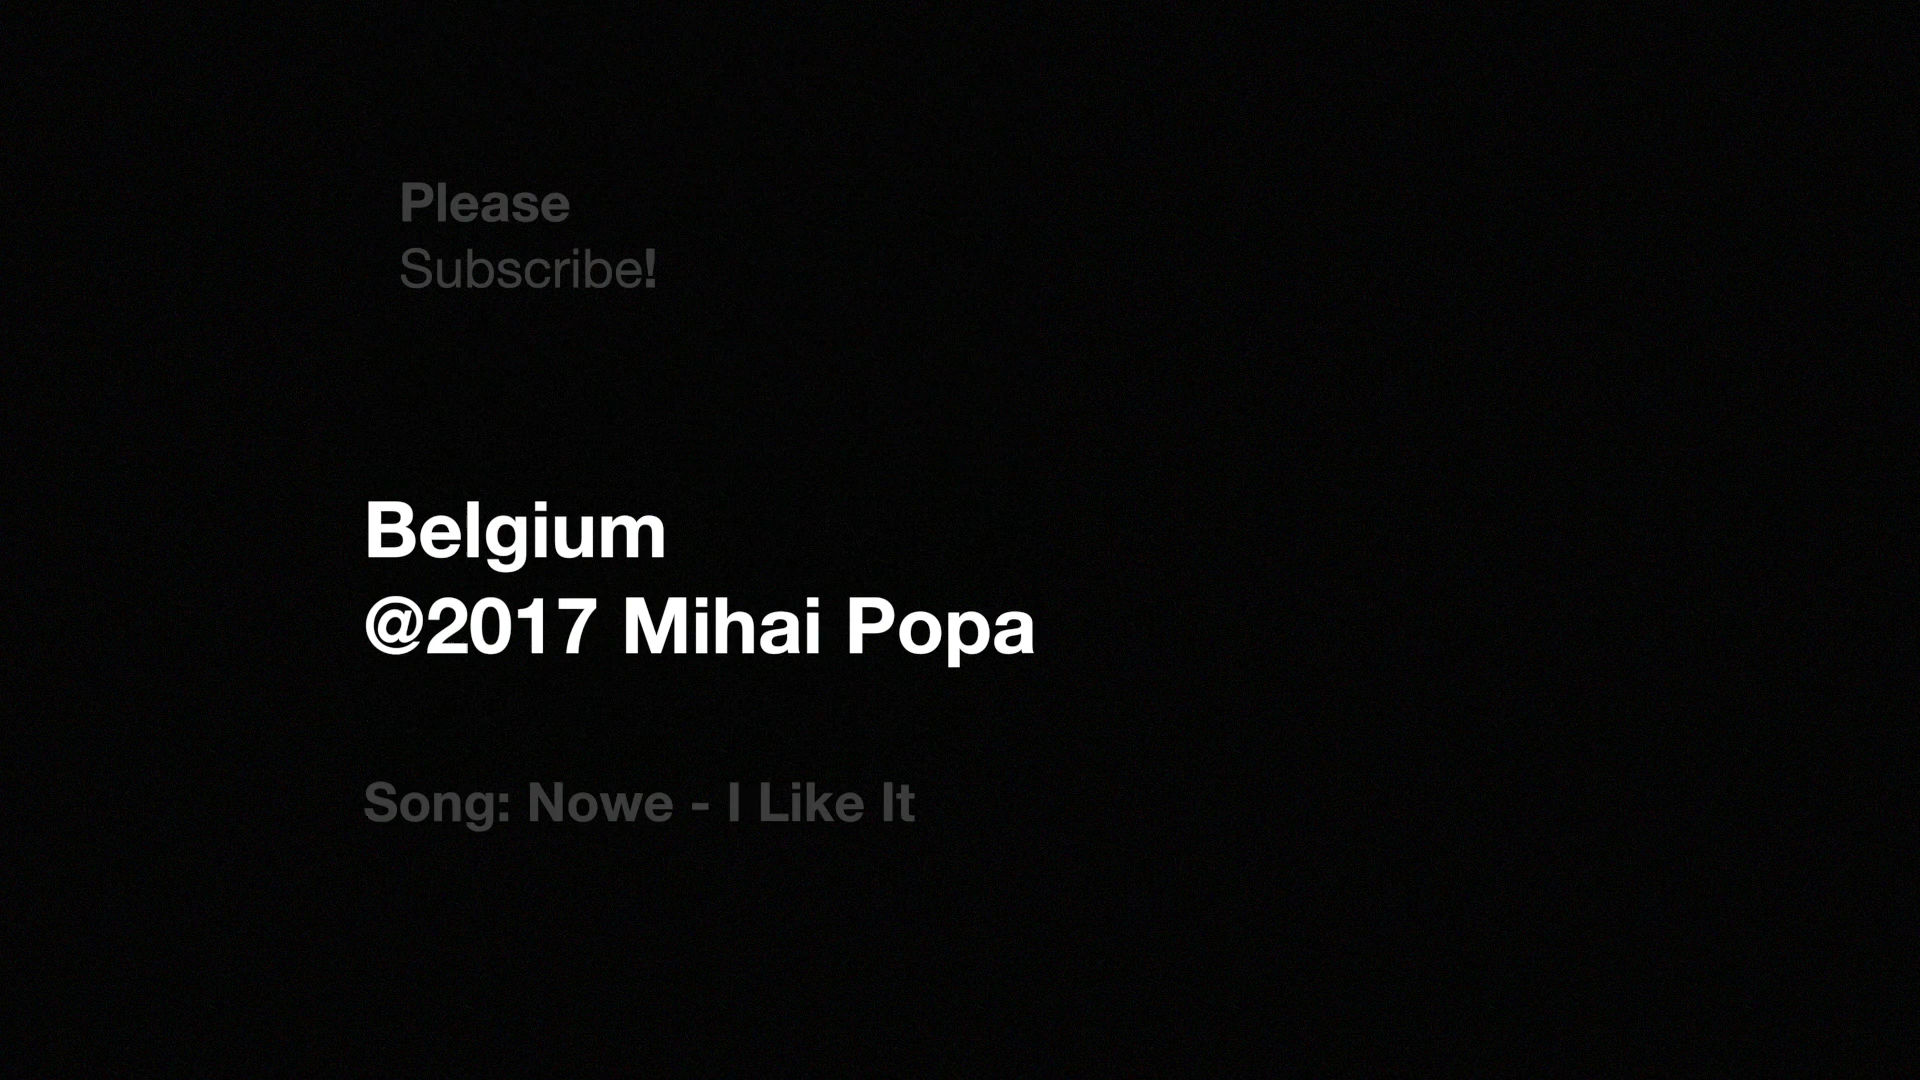 Please
Subscribe!
Belgium
@2017 Mihai Popa
Song: Nowe - I Like It